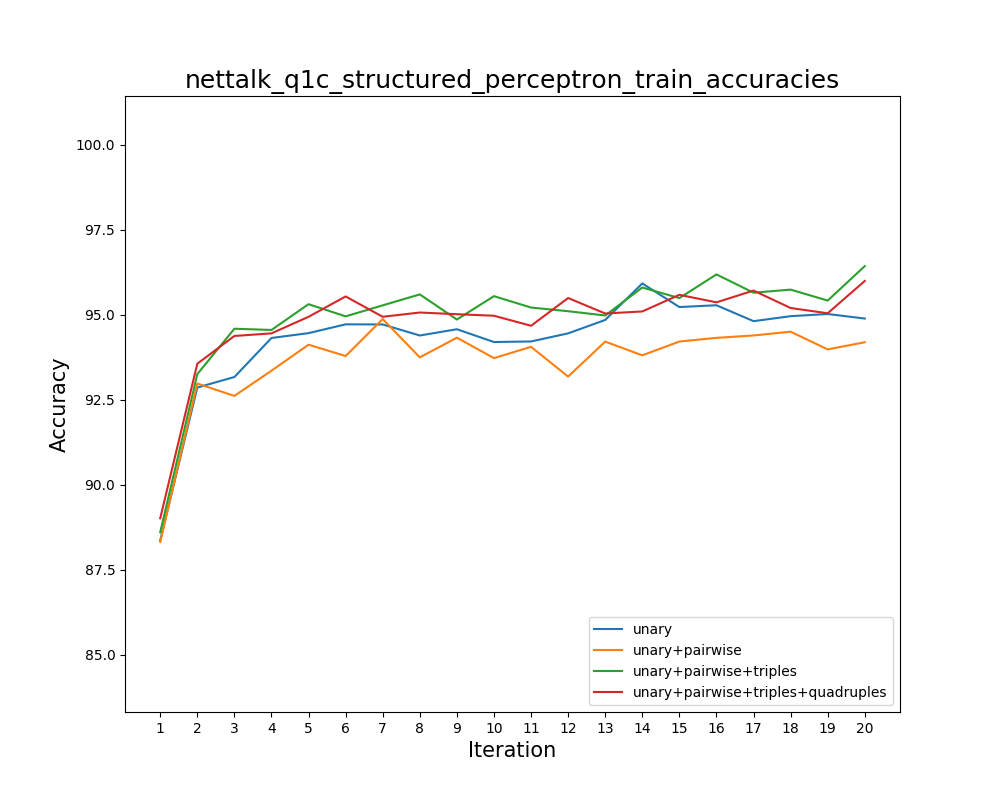 nettalk_q1c_structured_perceptron_train_accuracies
100.0
97.5
95.0
92.5
90.0
87.5
85.0
Accuracy
unary
unary+pairwise
unary+pairwise+triples
unary+pairwise+triples+quadruples
1 2 3 4 5 6 7 8 9 10 11 12 13 14 15 16 17 18 19 20
Iteration